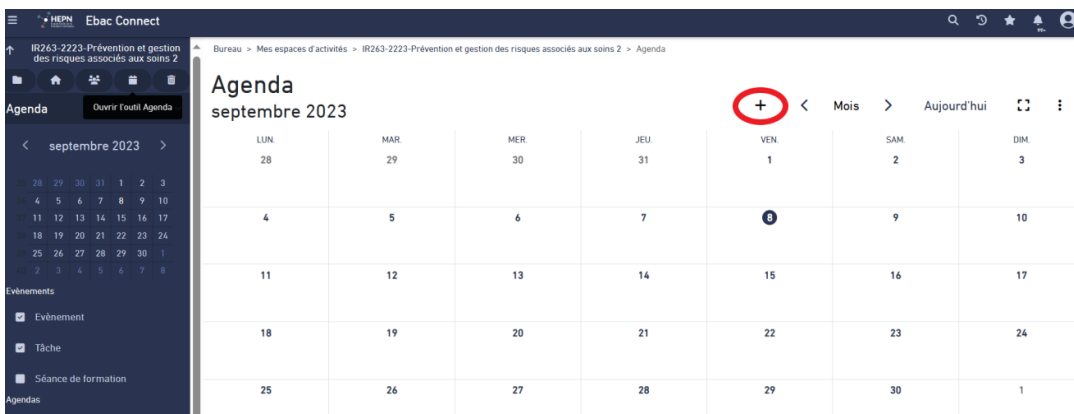 HEPN Ebac Connect
99+
IR263-2223-Prévention et gestion
des risques associés aux soins 2
Ouvrir l'outil Agenda
Agenda
septembre 2023
28 29 30 31 1 2 3
4 5 6 7 8 9 10
11 12 13 14 15 16 17
18 19 20 21 22 23 24
25 26 27 28 29 30 1
2 3 4 5 6 7 8
Evènements
Evènement
Tâche
Séance de formation
Agendas
Bureau > Mes espaces d'activités > IR263-2223-Prévention et gestion des risques associés aux soins 2 > Agenda
Agenda
septembre 2023
+ < Mois > Aujourd'hui
LUN. MAR. MER. JEU. VEN. SAM. DIM.
28 29 30 31 1 2 3
4 5 6 7 8 9 10
11 12 13 14 15 16 17
18 19 20 21 22 23 24
25 26 27 28 29 30 1